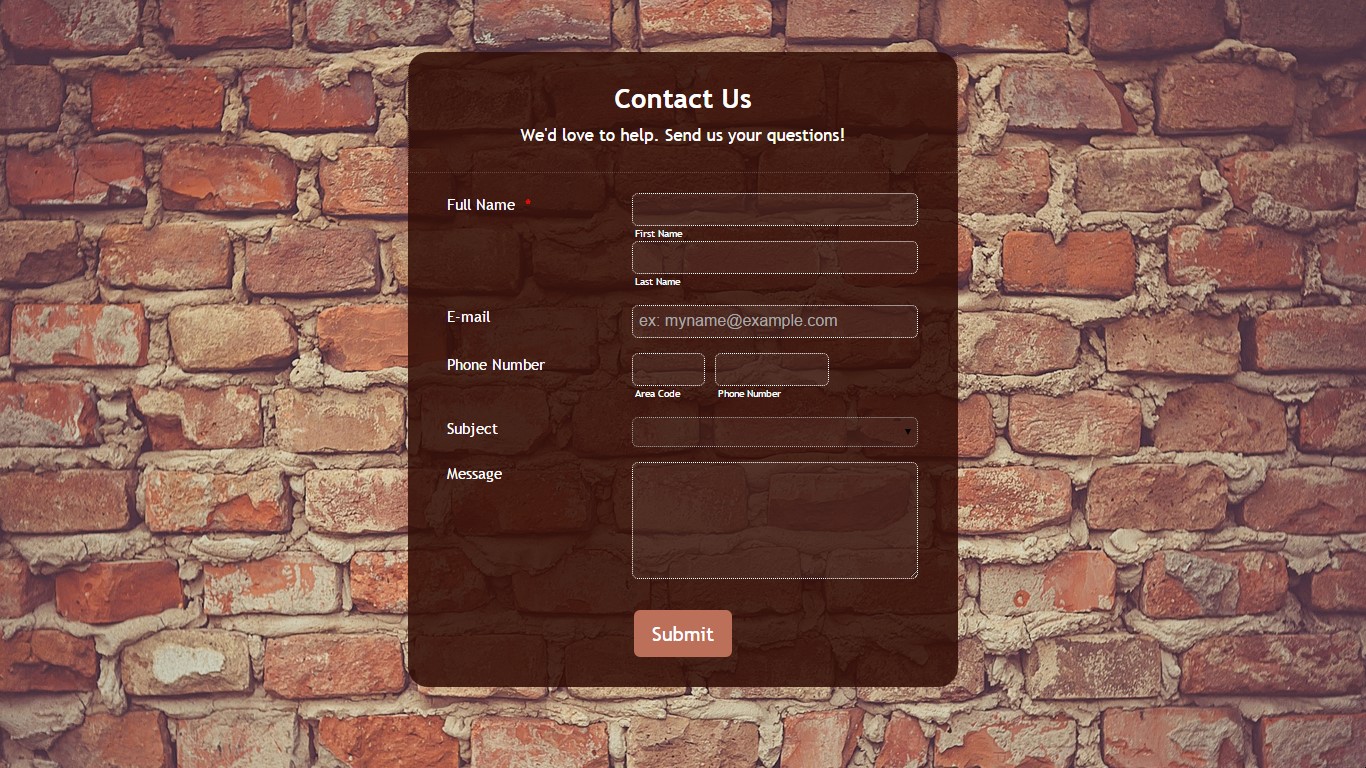 Contact Us
We'd love to help. Send us your questions!
Full Name *
First Name
Last Name
E-mail
ex: myname@example.com
Phone Number
Area Code Phone Number
Subject
Message
Submit